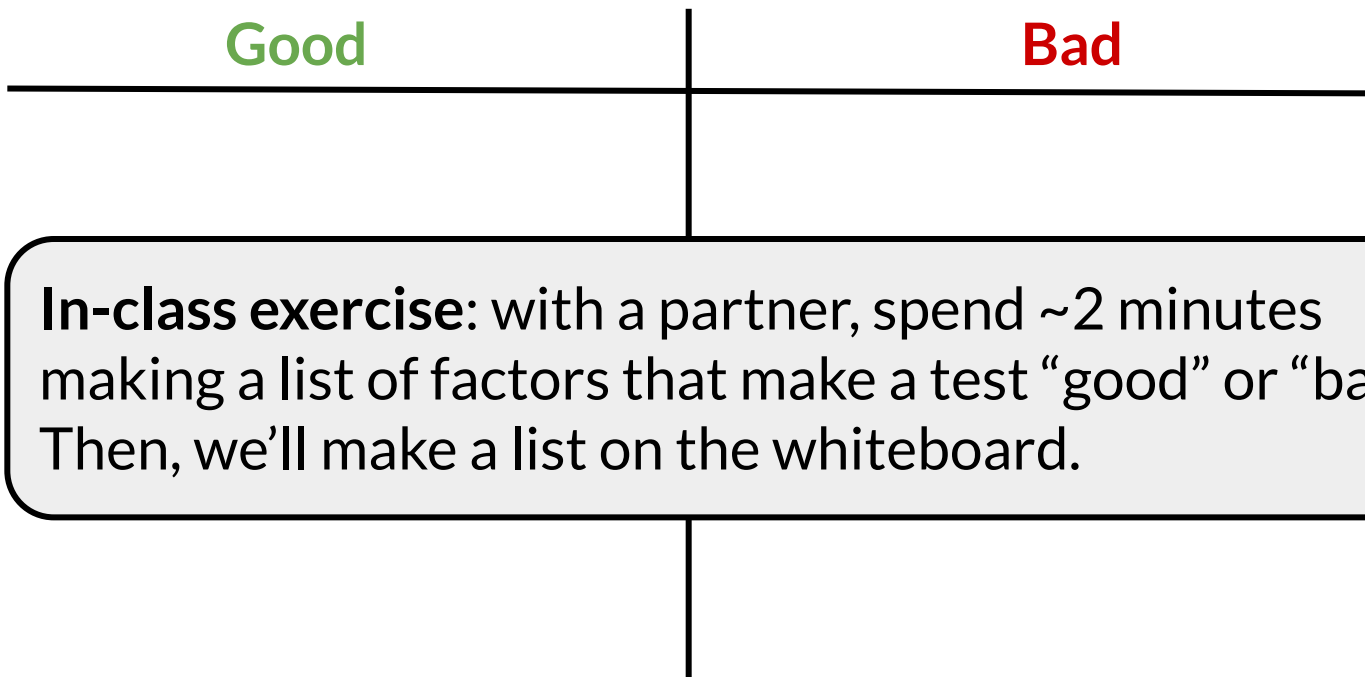 Good Bad
In-class exercise: with a partner, spend ~2 minutes
making a list of factors that make a test “good” or “ba
Then, we’ll make a list on the whiteboard.